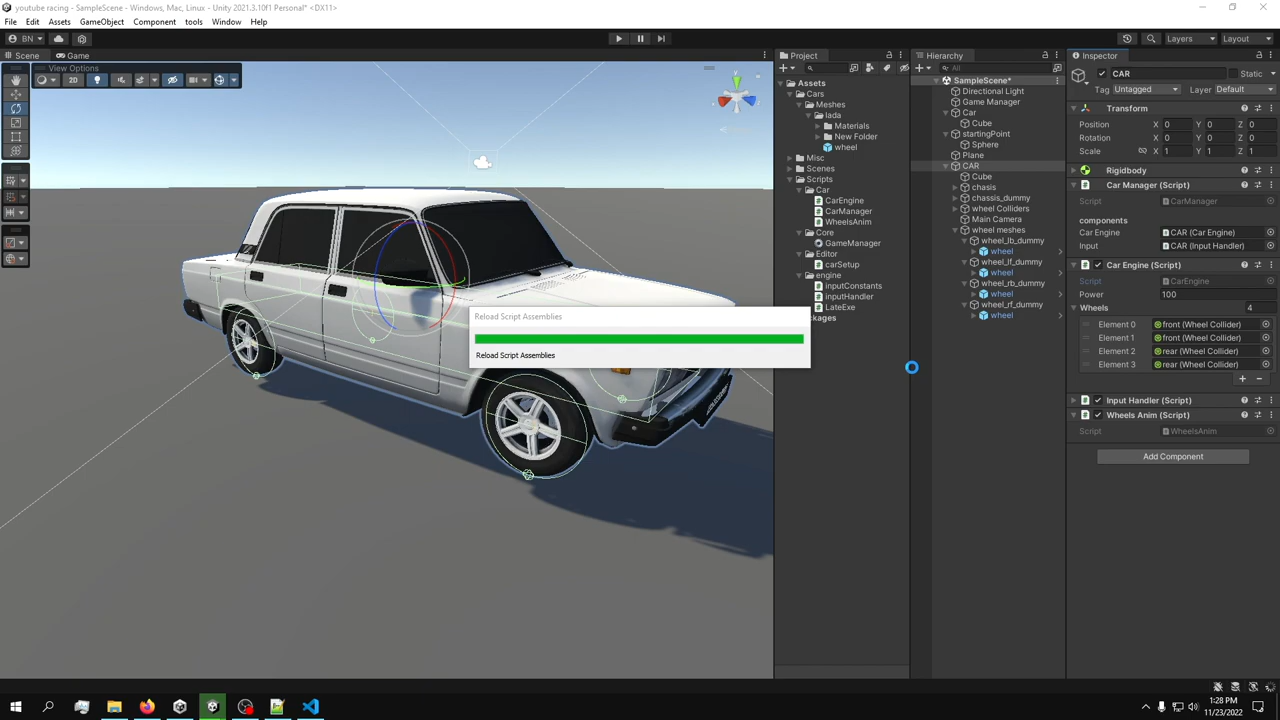 youtube racing - SampleScene - Windows, Mac, Linux - Unity 2021.3.10f1 Personal* <DX11>
File Edit Assets GameObject Component tools Window Help
BN
Layers Layout
Scene Game
View Options
2D
Reload Script Assemblies
Reload Script Assemblies
Project
Assets
Cars
Meshes
lada
Materials
New Folder
wheel
Misc
Scenes
Scripts
Car
CarEngine
CarManager
WheelsAnim
Core
GameManager
Editor
carSetup
engine
inputConstants
inputHandler
LateExe
ckages
Hierarchy
All
SampleScene*
Directional Light
Game Manager
Car
Cube
startingPoint
Sphere
Plane
CAR
Cube
chasis
chassis_dummy
wheel Colliders
Main Camera
wheel meshes
wheel_lb_dummy
wheel
wheel_lf_dummy
wheel
wheel_rb_dummy
wheel
wheel_rf_dummy
wheel
Inspector
CAR Static
Tag Untagged Layer Default
Transform
Position X 0 Y 0 Z 0
Rotation X 0 Y 0 Z 0
Scale X 1 Y 1 Z 1
Rigidbody
Car Manager (Script)
Script CarManager
components
Car Engine CAR (Car Engine)
Input CAR (Input Handler)
Car Engine (Script)
Script CarEngine
Power 100
Wheels 4
Element 0 front (Wheel Collider)
Element 1 front (Wheel Collider)
Element 2 rear (Wheel Collider)
Element 3 rear (Wheel Collider)
Input Handler (Script)
Wheels Anim (Script)
Script WheelsAnim
Add Component
1:28 PM
11/23/2022